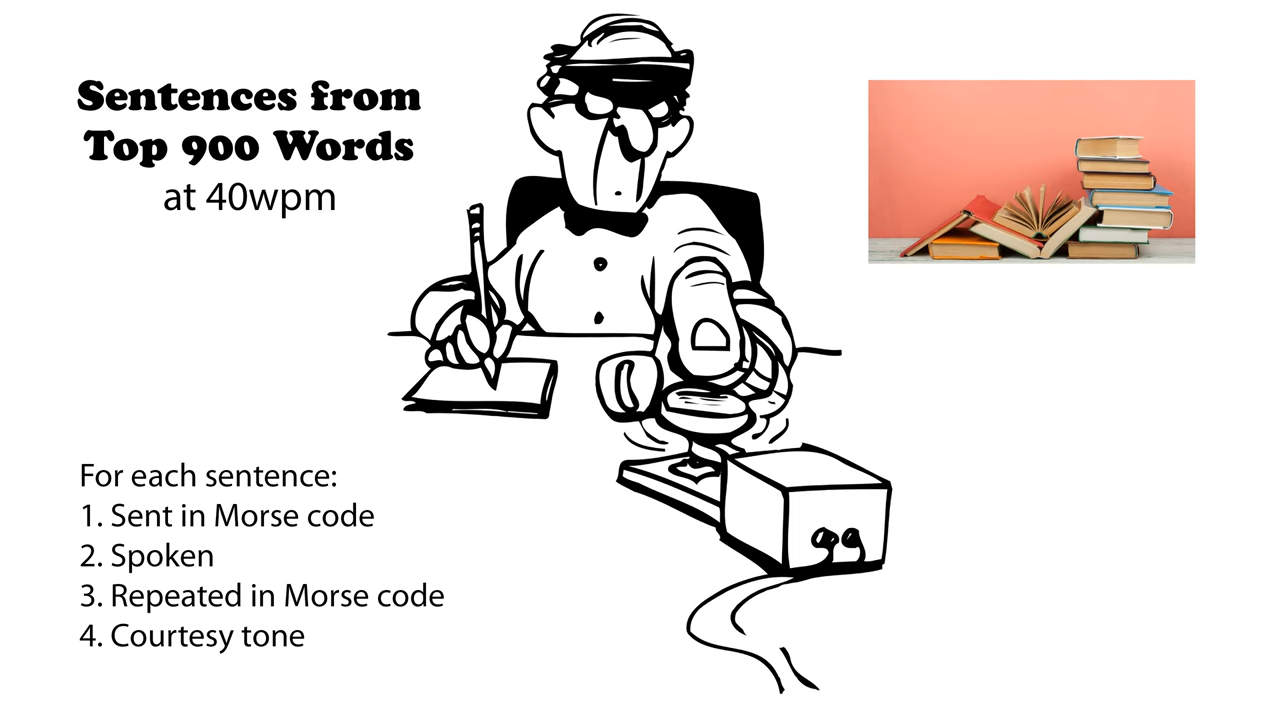 Sentences from
Top 900 Words
at 40wpm
For each sentence:
1. Sent in Morse code
2. Spoken
3. Repeated in Morse code
4. Courtesy tone